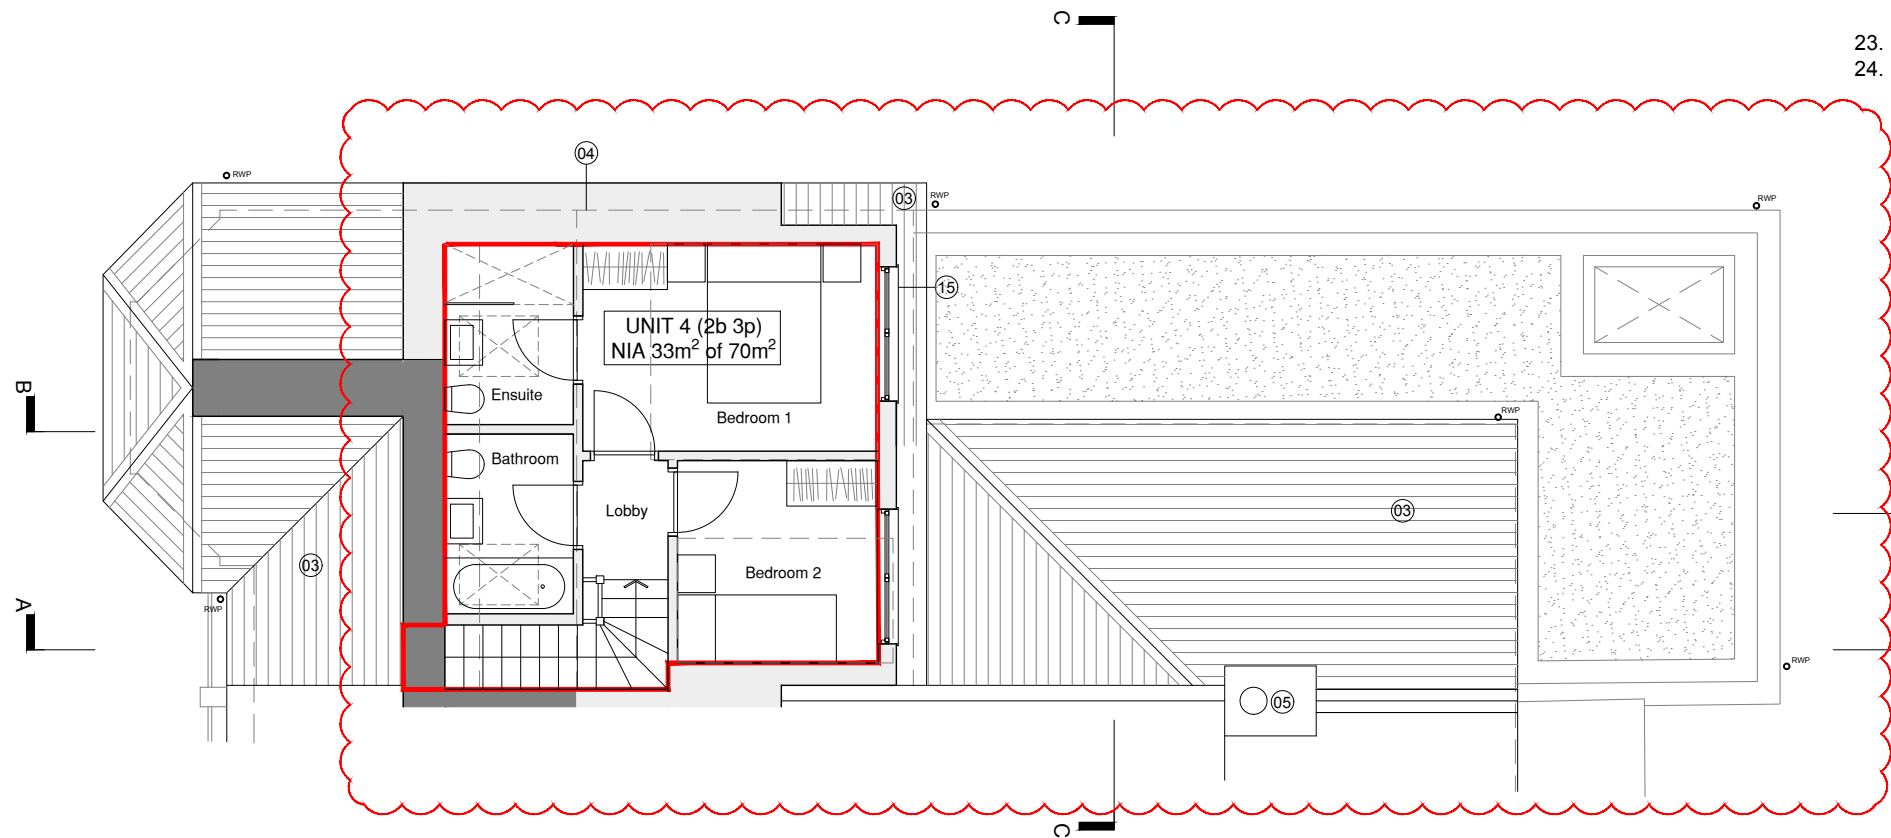 C
23.
24.
04
RWP
03
RWP
RWP
15
UNIT 4 (2b 3p)
NIA 33m² of 70m²
B
Ensuite
Bedroom 1
RWP
Bathroom
Lobby
03
03
Bedroom 2
A
RWP
RWP
05
C